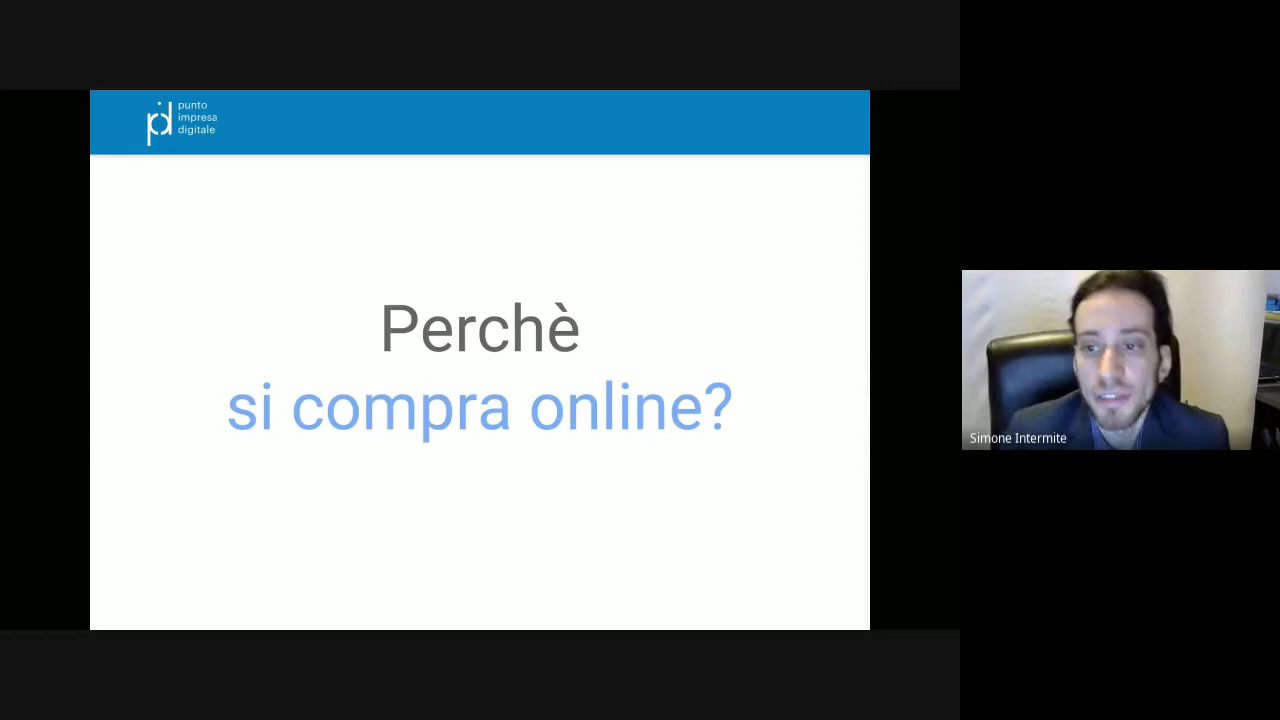 punto
impresa
digitale
Perchè
si compra online?
Simone Intermite